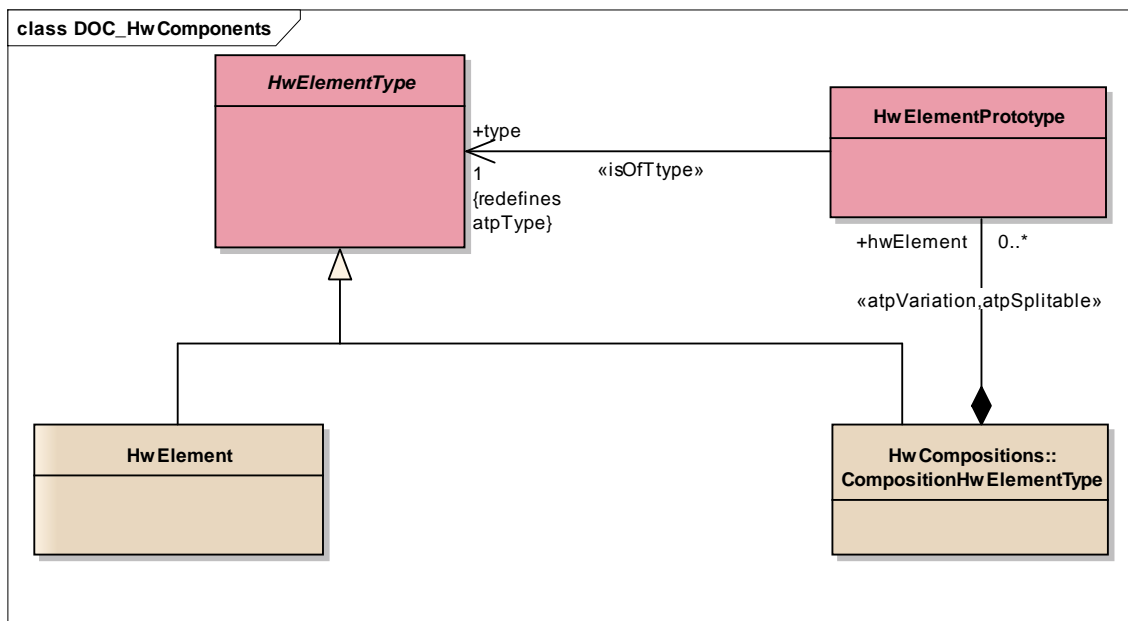 class DOC_HwComponents
HwElementType
HwElementPrototype
+type
«isOfTtype»
1
{redefines
atpType}
+hwElement 0..*
«atpVariation,atpSplitable»
HwElement
HwCompositions::
CompositionHwElementType